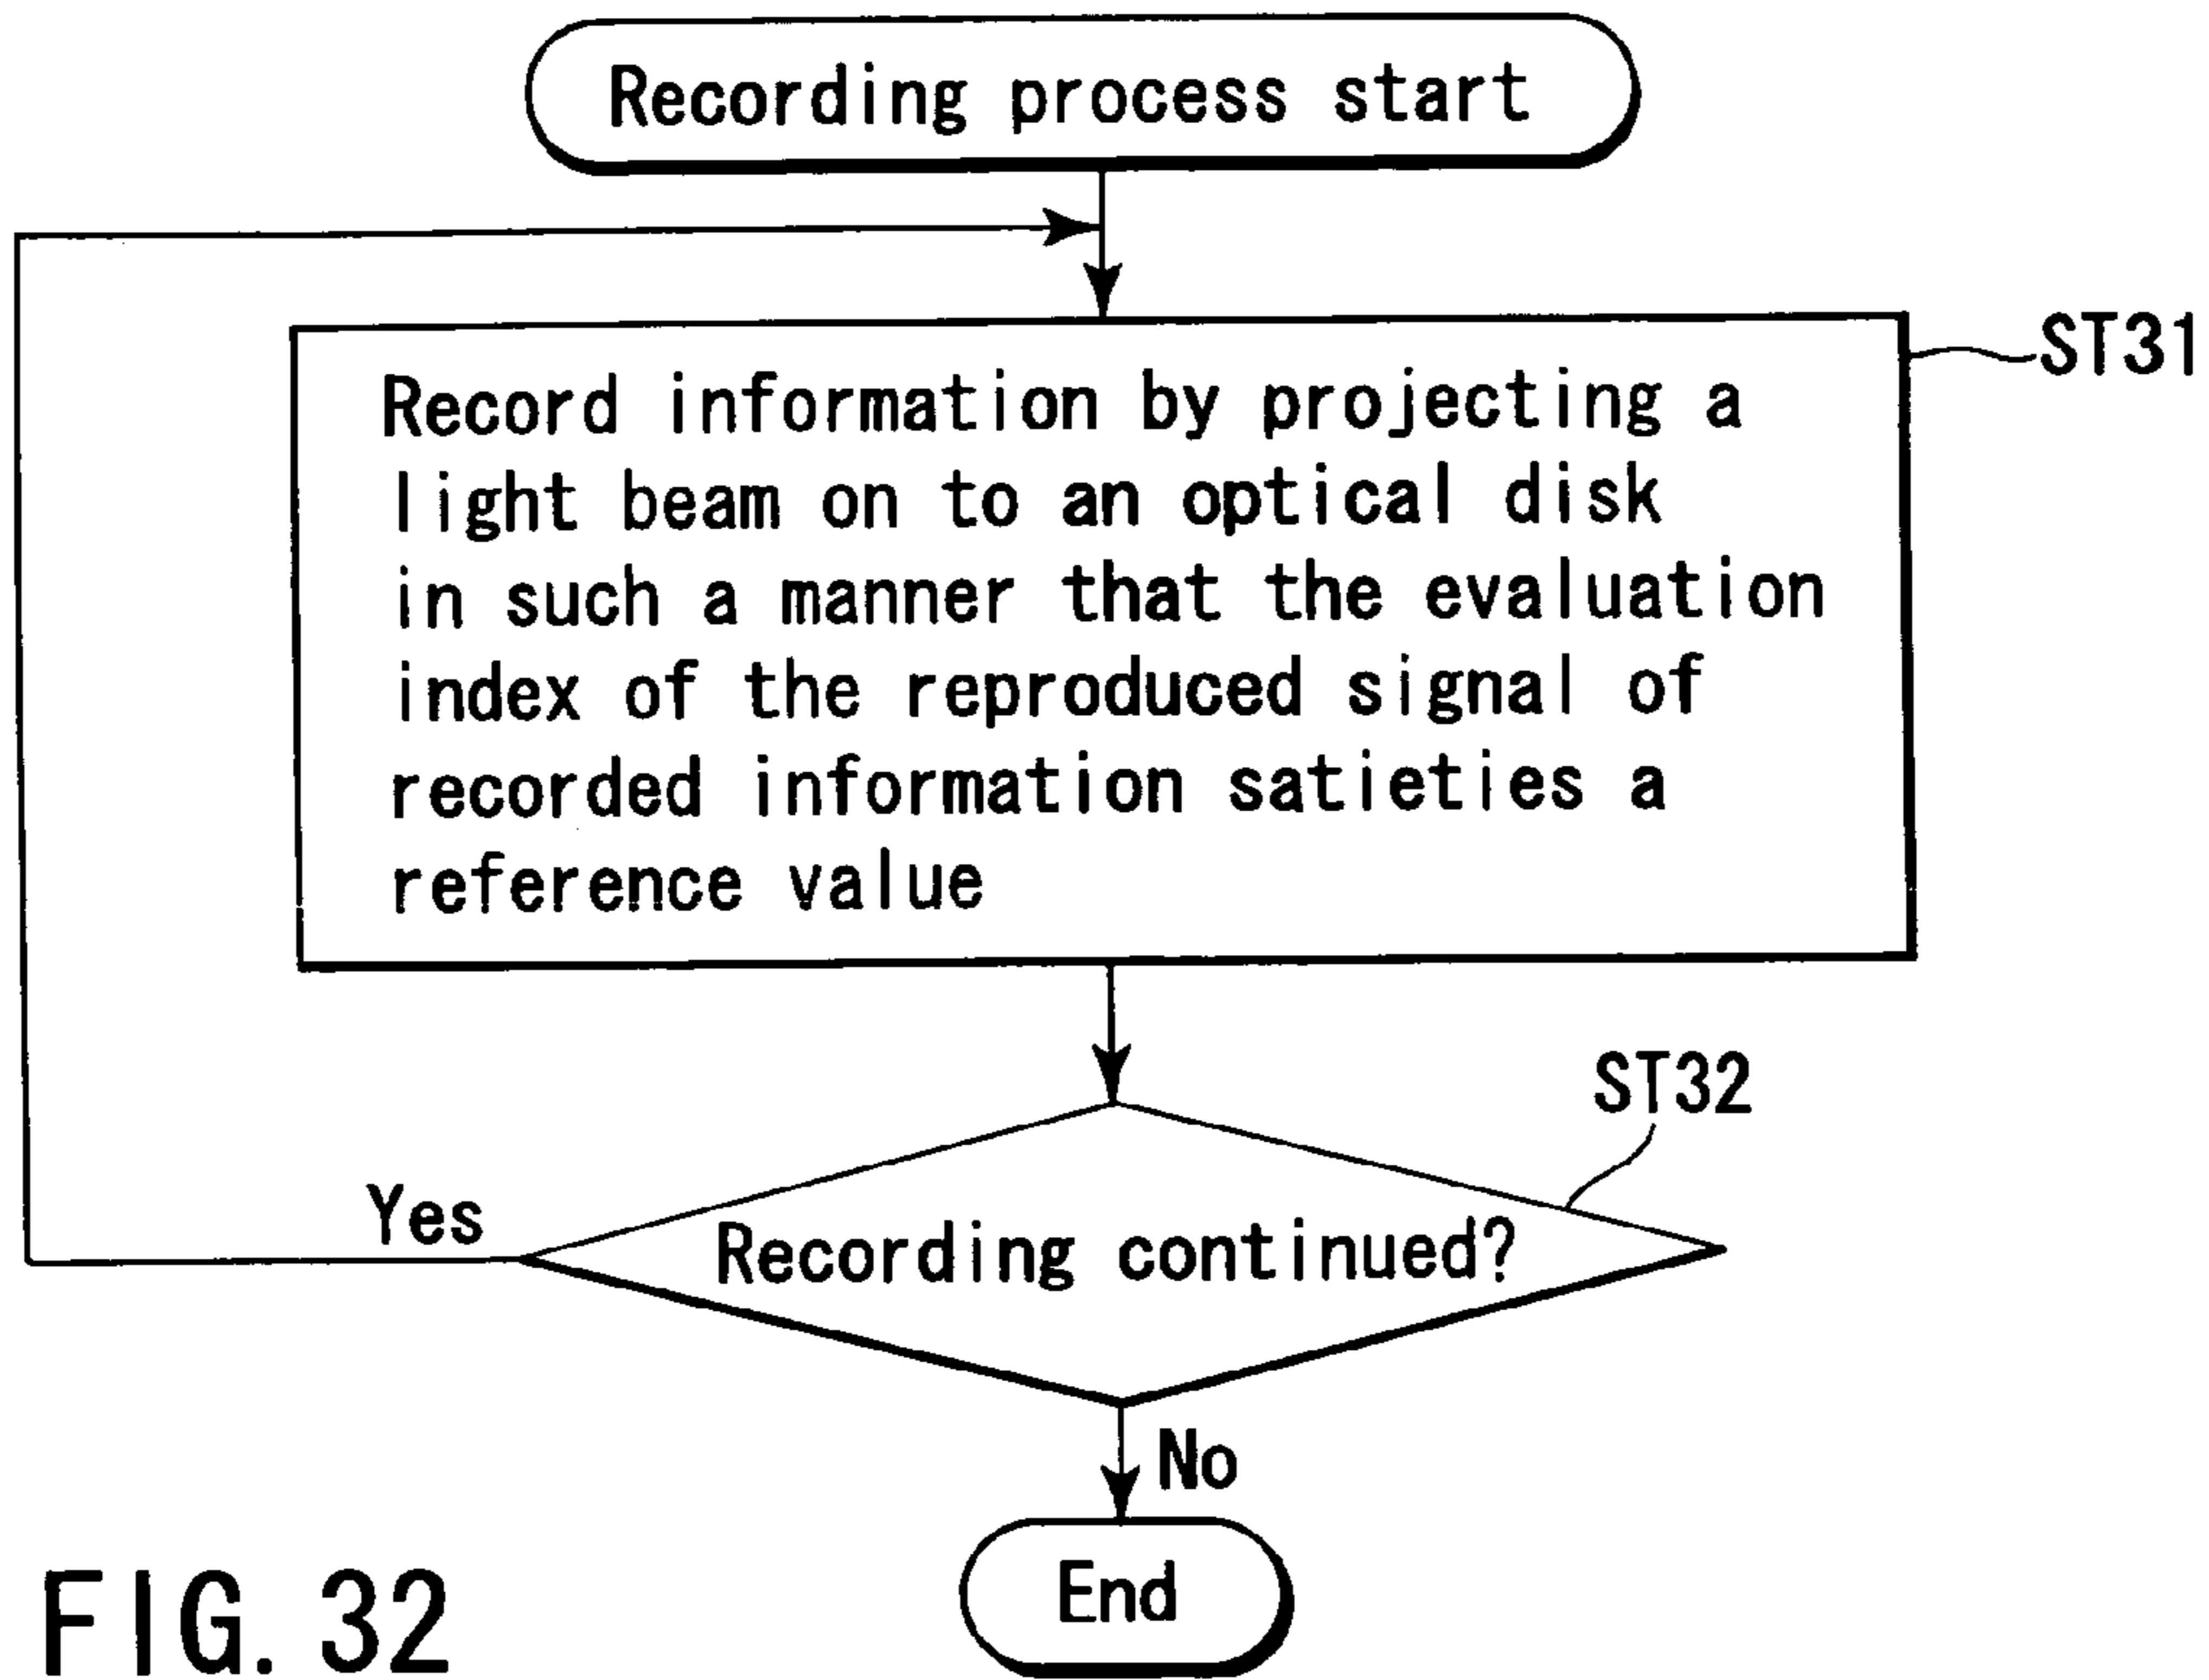 Recording process start
ST31
Record information by projecting a
light beam on to an optical disk
in such a manner that the evaluation
index of the reproduced signal of
recorded information satieties a
reference value
ST32
Yes
Recording continued?
No
End
FIG. 32